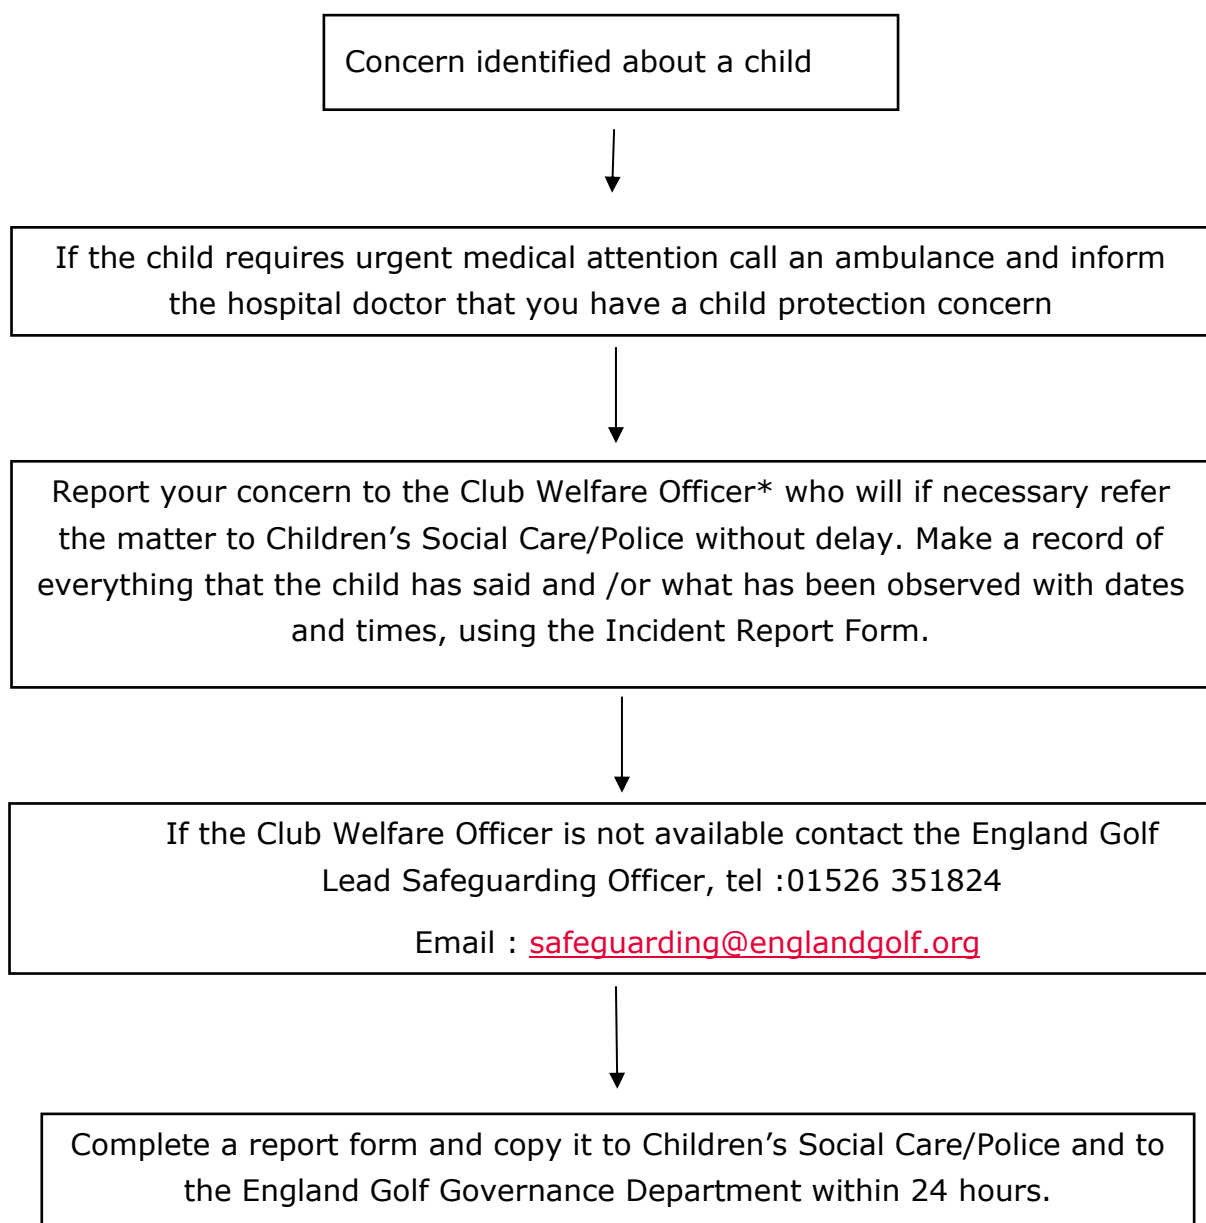 Concern identified about a child
If the child requires urgent medical attention call an ambulance and inform
the hospital doctor that you have a child protection concern
Report your concern to the Club Welfare Officer* who will if necessary refer
the matter to Children’s Social Care/Police without delay. Make a record of
everything that the child has said and /or what has been observed with dates
and times, using the Incident Report Form.
If the Club Welfare Officer is not available contact the England Golf
Lead Safeguarding Officer, tel :01526 351824
Email : safeguarding@englandgolf.org
Complete a report form and copy it to Children’s Social Care/Police and to
the England Golf Governance Department within 24 hours.